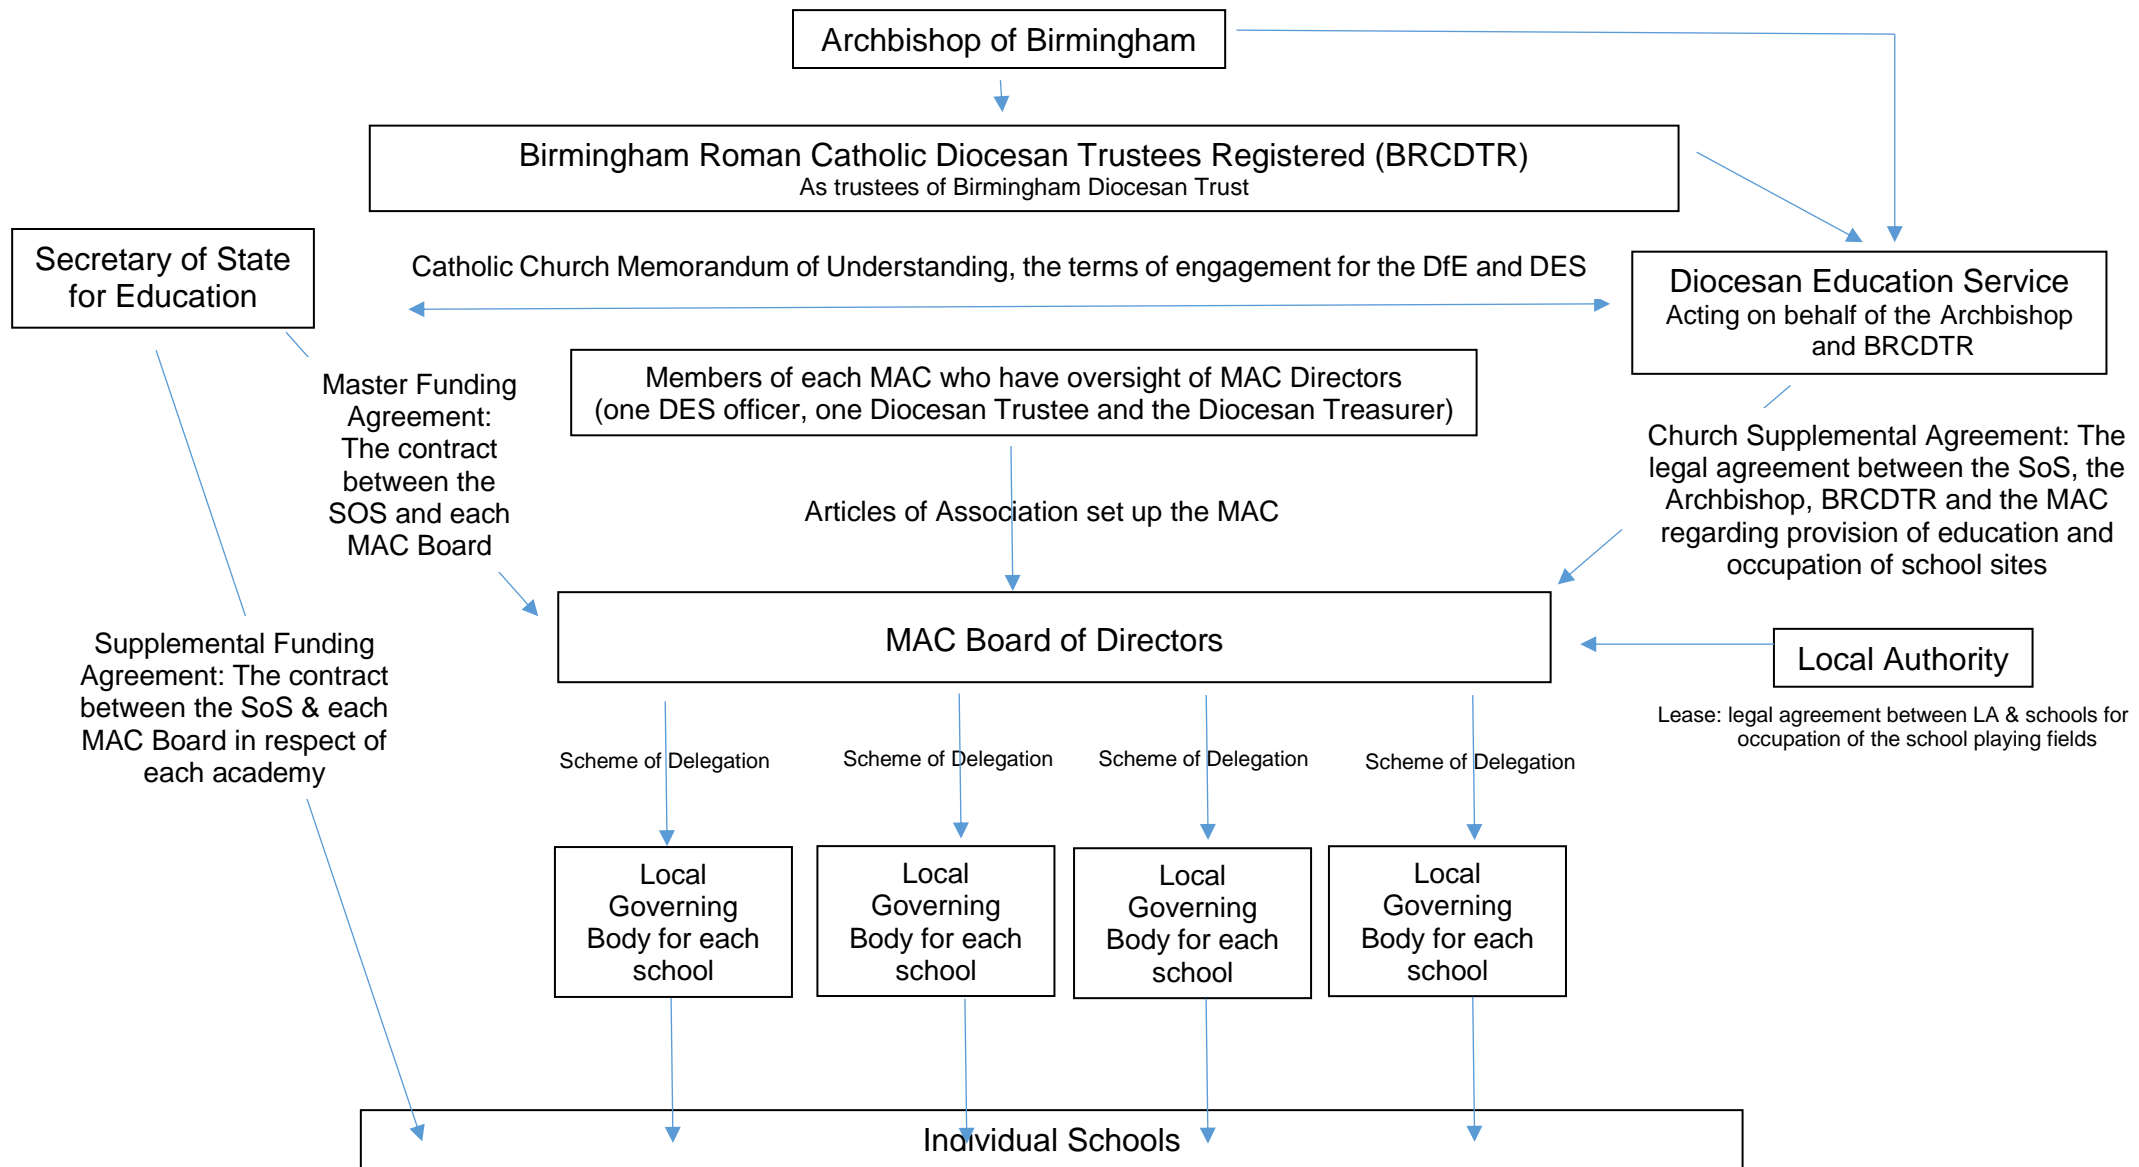 Archbishop of Birmingham
Birmingham Roman Catholic Diocesan Trustees Registered (BRCDTR)
As trustees of Birmingham Diocesan Trust
Secretary of State
for Education
Catholic Church Memorandum of Understanding, the terms of engagement for the DfE and DES
Diocesan Education Service
Acting on behalf of the Archbishop
and BRCDTR
Master Funding
Agreement:
The contract
between the
SOS and each
MAC Board
Members of each MAC who have oversight of MAC Directors
(one DES officer, one Diocesan Trustee and the Diocesan Treasurer)
Church Supplemental Agreement: The
legal agreement between the SoS, the
Archbishop, BRCDTR and the MAC
regarding provision of education and
occupation of school sites
Articles of Association set up the MAC
MAC Board of Directors
Supplemental Funding
Agreement: The contract
between the SoS & each
MAC Board in respect of
each academy
Local Authority
Lease: legal agreement between LA & schools for
occupation of the school playing fields
Scheme of Delegation
Scheme of Delegation
Scheme of Delegation
Scheme of Delegation
Local
Governing
Body for each
school
Local
Governing
Body for each
school
Local
Governing
Body for each
school
Local
Governing
Body for each
school
Individual Schools